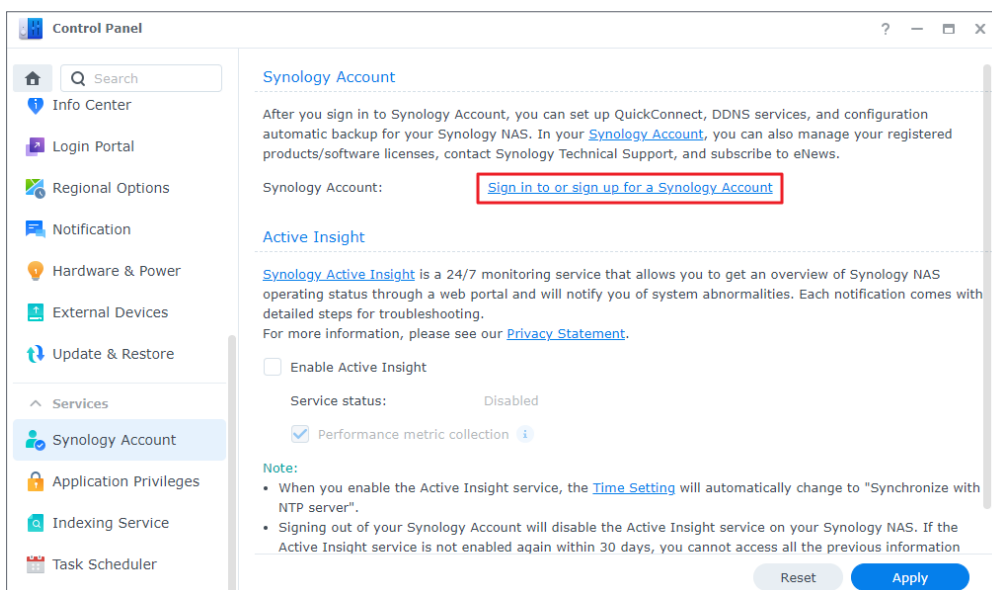 Control Panel
Search
Info Center
Login Portal
Regional Options
Notification
Hardware & Power
External Devices
Update & Restore
Services
Synology Account
Application Privileges
Indexing Service
Task Scheduler
Synology Account
After you sign in to Synology Account, you can set up QuickConnect, DDNS services, and configuration
automatic backup for your Synology NAS. In your Synology Account, you can also manage your registered
products/software licenses, contact Synology Technical Support, and subscribe to eNews.
Synology Account: Sign in to or sign up for a Synology Account
Active Insight
Synology Active Insight is a 24/7 monitoring service that allows you to get an overview of Synology NAS
operating status through a web portal and will notify you of system abnormalities. Each notification comes with
detailed steps for troubleshooting.
For more information, please see our Privacy Statement.
Enable Active Insight
Service status: Disabled
Performance metric collection
Note:
• When you enable the Active Insight service, the Time Setting will automatically change to "Synchronize with
NTP server".
• Signing out of your Synology Account will disable the Active Insight service on your Synology NAS. If the
Active Insight service is not enabled again within 30 days, you cannot access all the previous information
Reset Apply